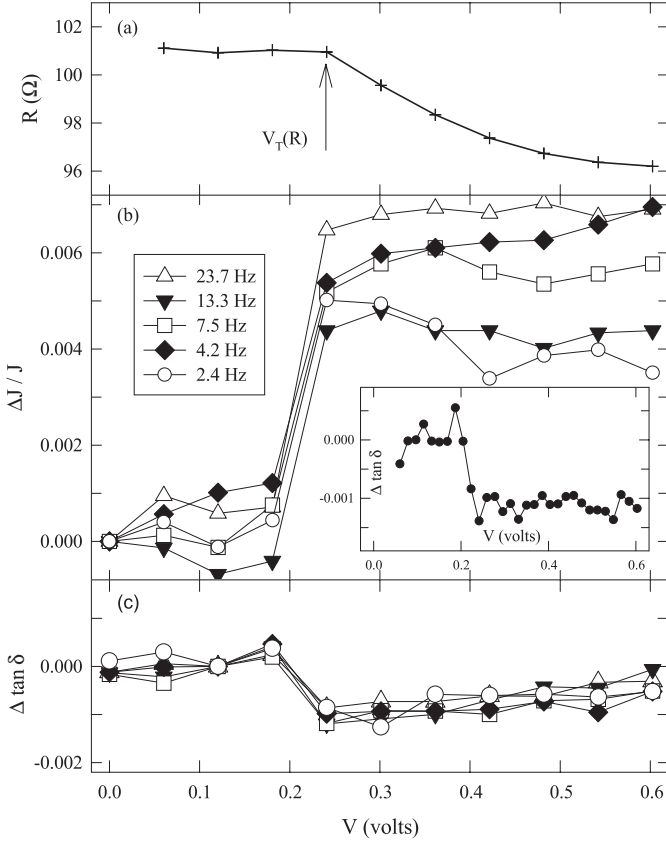 (a)
102
100
98
96
R (Ω)
V_T(R)
(b)
0.006
0.004
0.002
0.000
ΔJ / J
23.7 Hz
13.3 Hz
7.5 Hz
4.2 Hz
2.4 Hz
0.000
-0.001
Δ tan δ
V (volts)
0.0 0.2 0.4 0.6
(c)
0.000
-0.002
Δ tan δ
0.0 0.1 0.2 0.3 0.4 0.5 0.6
V (volts)